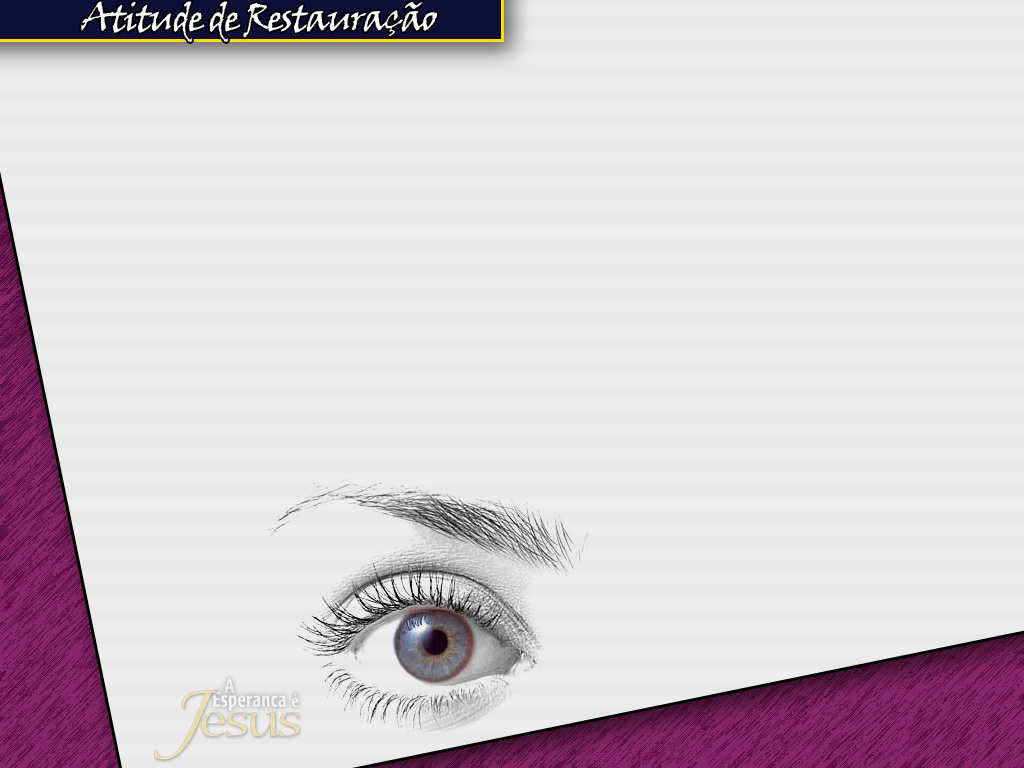 Atitude de Restauração
A
Esperança é
Jesus